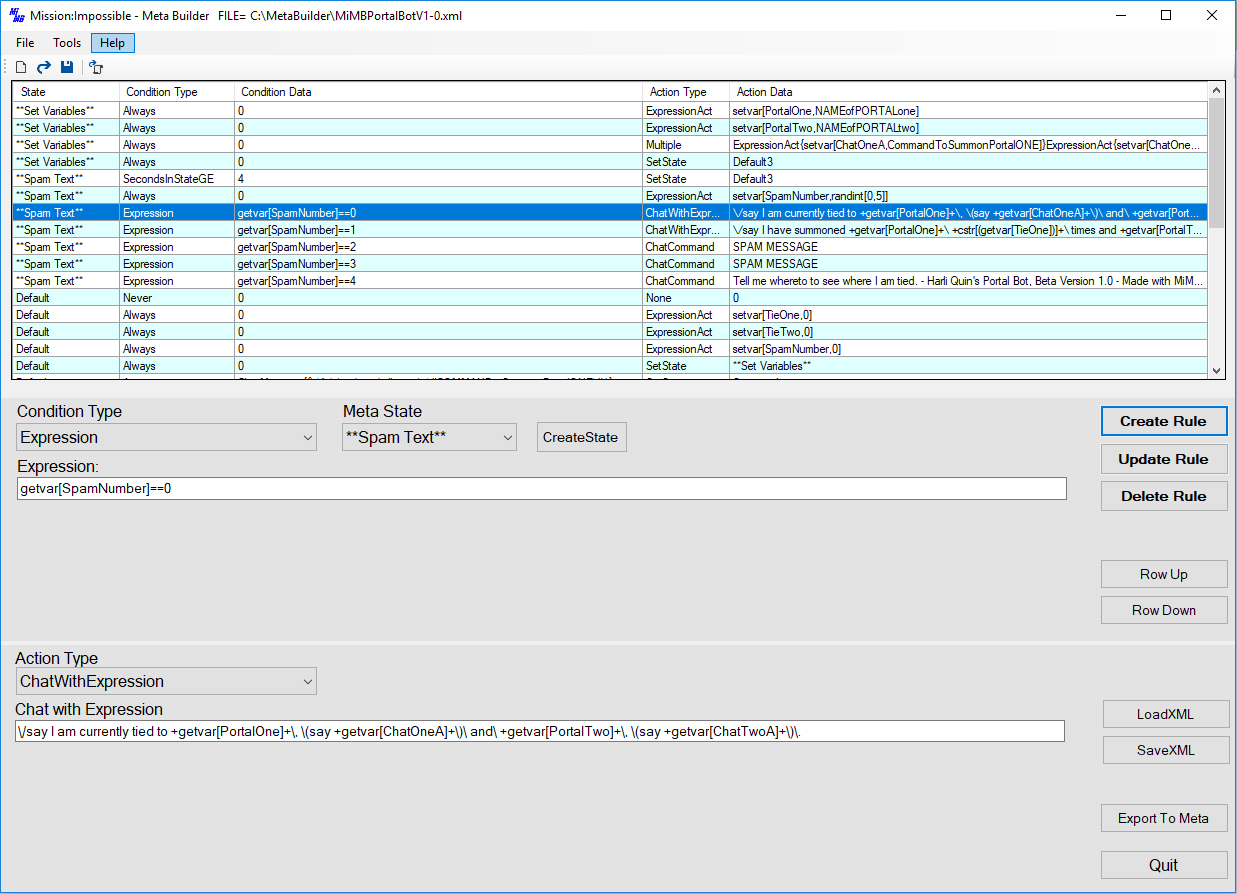 Mission:Impossible - Meta Builder FILE= C:\MetaBuilder\MiMBPortalBotV1-0.xml
File Tools Help
State Condition Type Condition Data Action Type Action Data
**Set Variables** Always 0 ExpressionAct setvar[PortalOne,NAMEofPORTALone]
**Set Variables** Always 0 ExpressionAct setvar[PortalTwo,NAMEofPORTALtwo]
**Set Variables** Always 0 Multiple ExpressionAct{setvar[ChatOneA,CommandToSummonPortalONE]}ExpressionAct{setvar[ChatOne...
**Set Variables** Always 0 SetState Default3
**Spam Text** SecondsInStateGE 4 SetState Default3
**Spam Text** Always 0 ExpressionAct setvar[SpamNumber,randint[0,5]]
**Spam Text** Expression getvar[SpamNumber]==0 ChatWithExpr... \/say I am currently tied to +getvar[PortalOne]+\, \(say +getvar[ChatOneA]+\)\ and\ +getvar[Port...
**Spam Text** Expression getvar[SpamNumber]==1 ChatWithExpr... \/say I have summoned +getvar[PortalOne]+\ +cstr[(getvar[TieOne])]+\ times and +getvar[PortalT...
**Spam Text** Expression getvar[SpamNumber]==2 ChatCommand SPAM MESSAGE
**Spam Text** Expression getvar[SpamNumber]==3 ChatCommand SPAM MESSAGE
**Spam Text** Expression getvar[SpamNumber]==4 ChatCommand Tell me whereto to see where I am tied. - Harli Quin's Portal Bot, Beta Version 1.0 - Made with MiM...
Default Never 0 None 0
Default Always 0 ExpressionAct setvar[TieOne,0]
Default Always 0 ExpressionAct setvar[TieTwo,0]
Default Always 0 ExpressionAct setvar[SpamNumber,0]
Default Always 0 SetState **Set Variables**
Condition Type Meta State
Expression **Spam Text** CreateState
Create Rule
Expression:
Update Rule
getvar[SpamNumber]==0
Delete Rule
Row Up
Row Down
Action Type
ChatWithExpression
Chat with Expression
LoadXML
\/say I am currently tied to +getvar[PortalOne]+\, \(say +getvar[ChatOneA]+\)\ and\ +getvar[PortalTwo]+\, \(say +getvar[ChatTwoA]+\)\.
SaveXML
Export To Meta
Quit